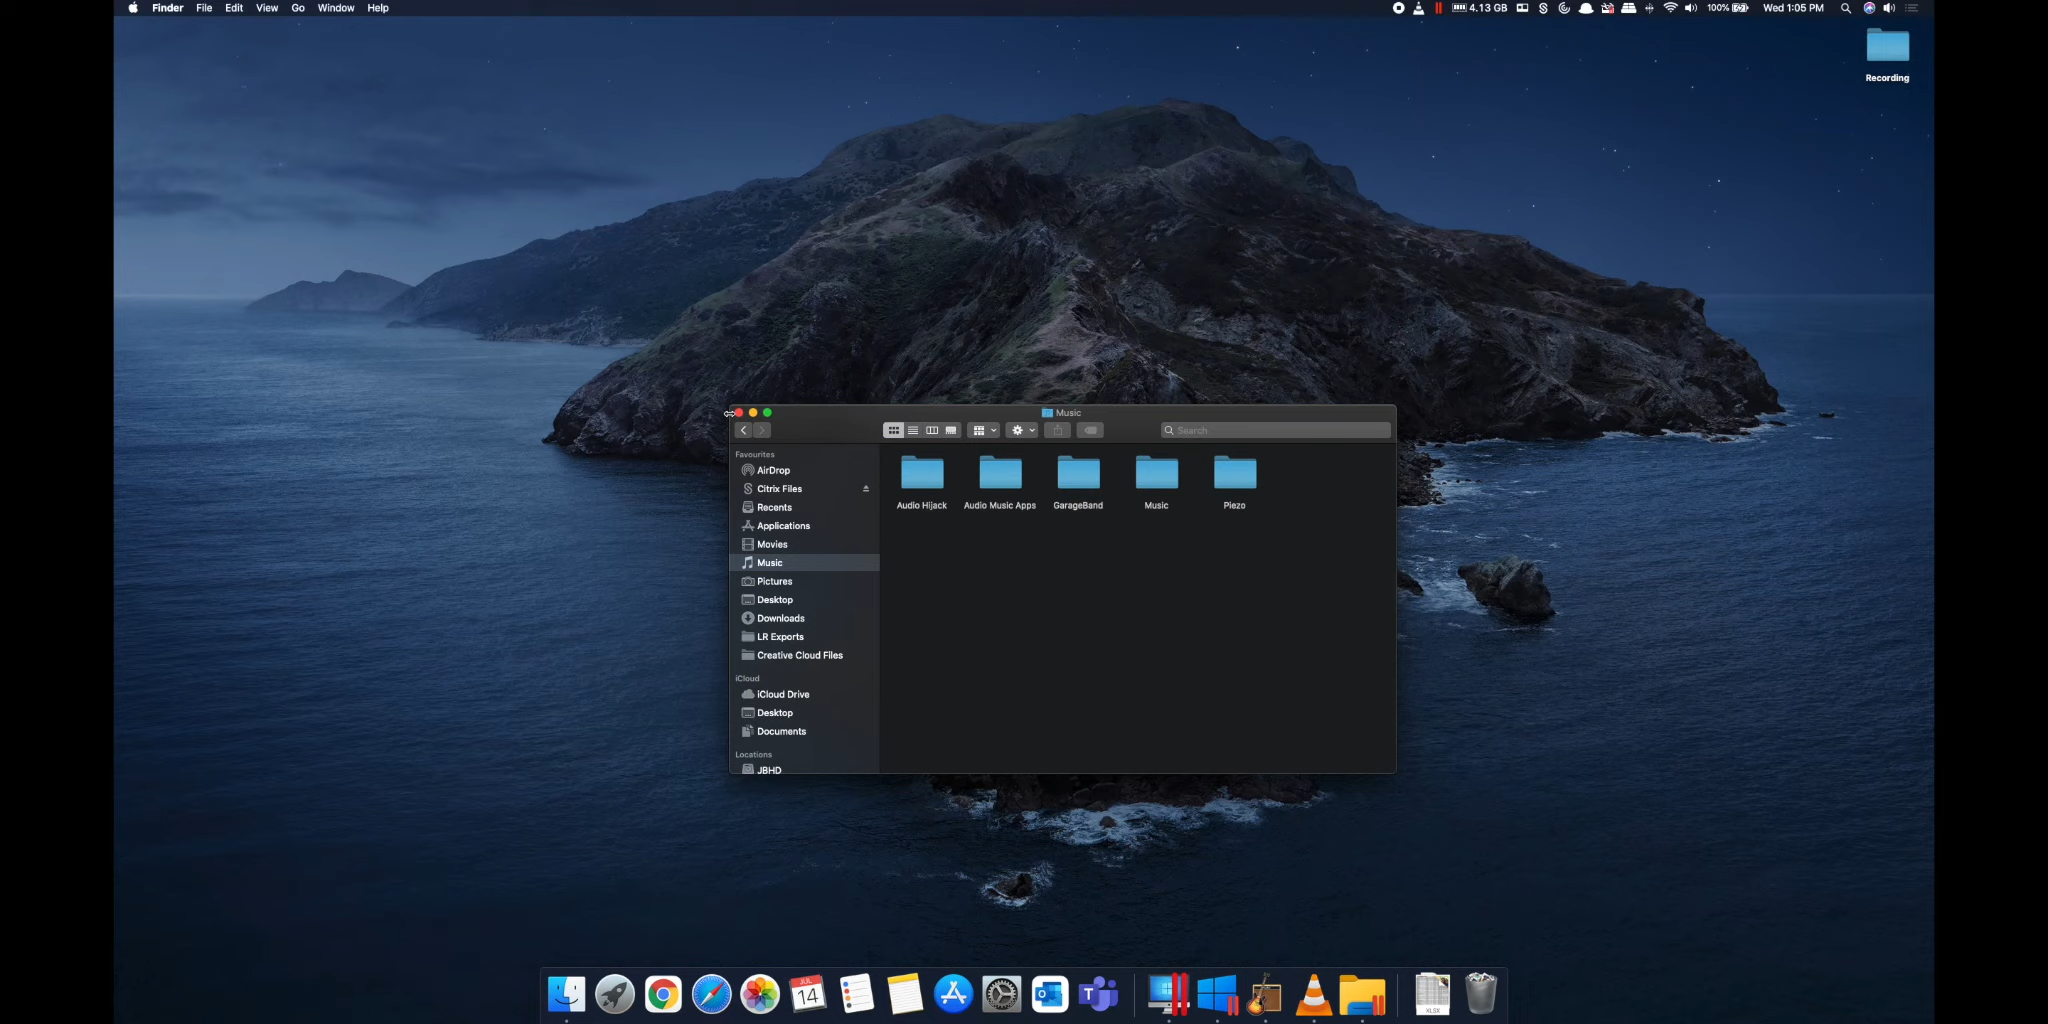 Finder File Edit View Go Window Help
4.13 GB 100% Wed 1:05 PM
Recording
Music
Search
Favourites
AirDrop
Citrix Files
Recents
Applications
Movies
Music
Pictures
Desktop
Downloads
LR Exports
Creative Cloud Files
iCloud
iCloud Drive
Desktop
Documents
Locations
JBHD
Audio Hijack Audio Music Apps GarageBand Music Piezo
JUL
14
T
XLSX